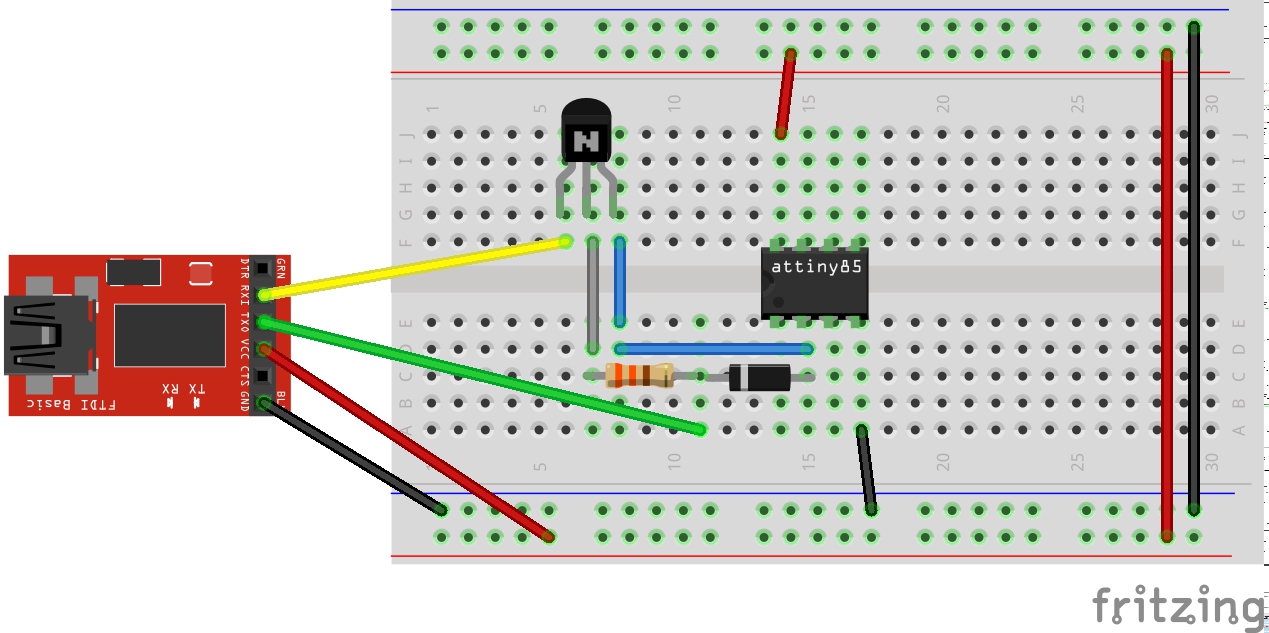 1 5 10 15 20 25 30
J J
I I
H H
G G
F F
N
attiny85
DTR GRN
RXI
TXO
VCC
CTS
GND BLK
TX RX
FTDI Basic
E E
D D
C C
B B
A A
1 5 10 15 20 25 30
fritzing